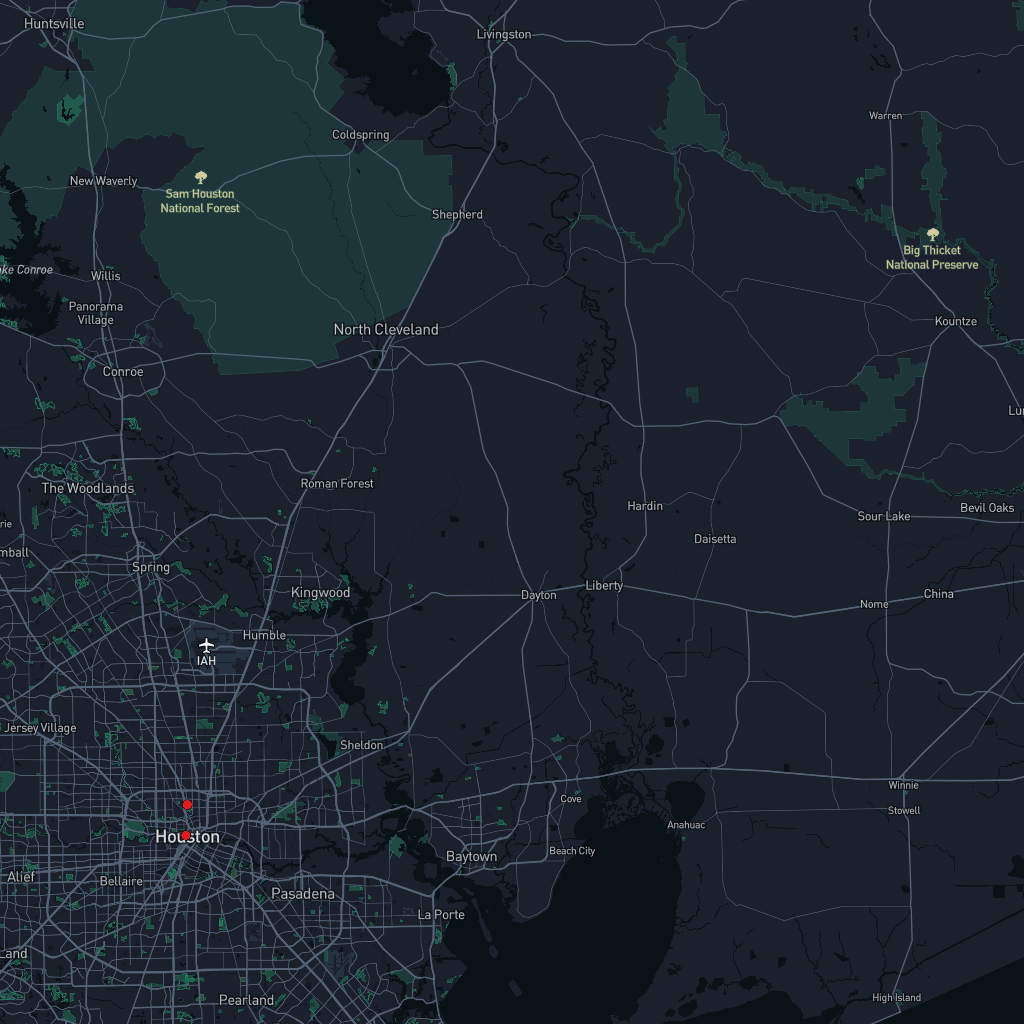 Huntsville
Livingston
Warren
Coldspring
New Waverly
Sam Houston
National Forest
Shepherd
Big Thicket
National Preserve
ake Conroe
Willis
Panorama
Village
North Cleveland
Kountze
Conroe
Lu
The Woodlands
Roman Forest
Hardin
Bevil Oaks
Sour Lake
rie
Daisetta
mball
Spring
Kingwood
Dayton
Liberty
Nome
China
Humble
IAH
Jersey Village
Sheldon
Winnie
Cove
Stowell
Anahuac
Houston
Beach City
Baytown
Alief
Bellaire
Pasadena
La Porte
Land
Pearland
High Island